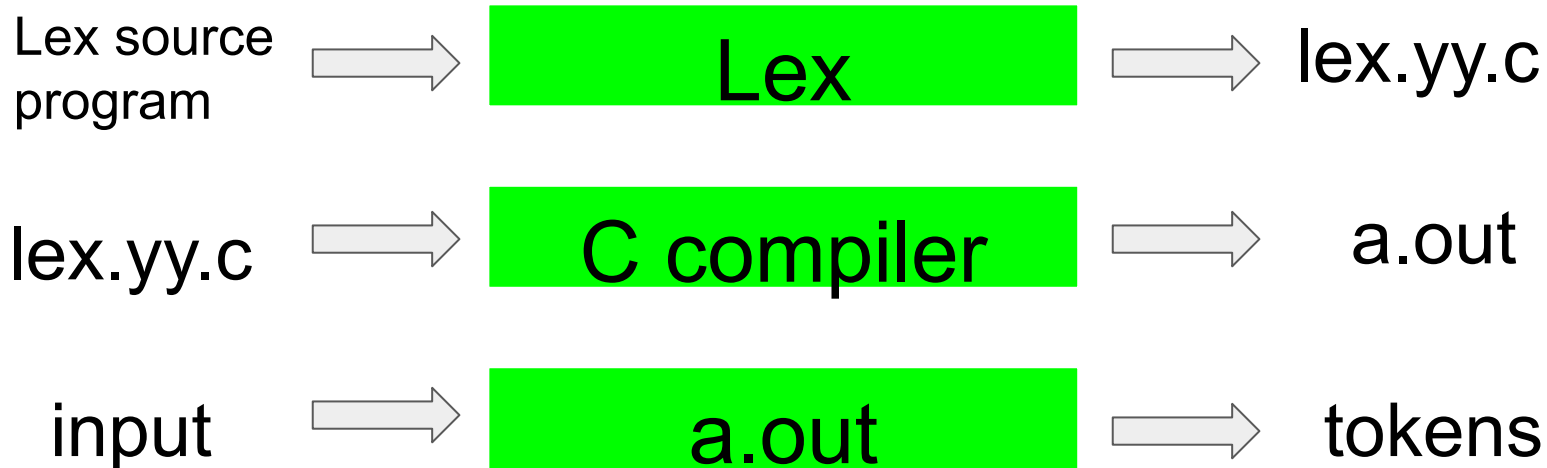 Lex source
program
Lex
lex.yy.c
lex.yy.c
C compiler
a.out
input
a.out
tokens